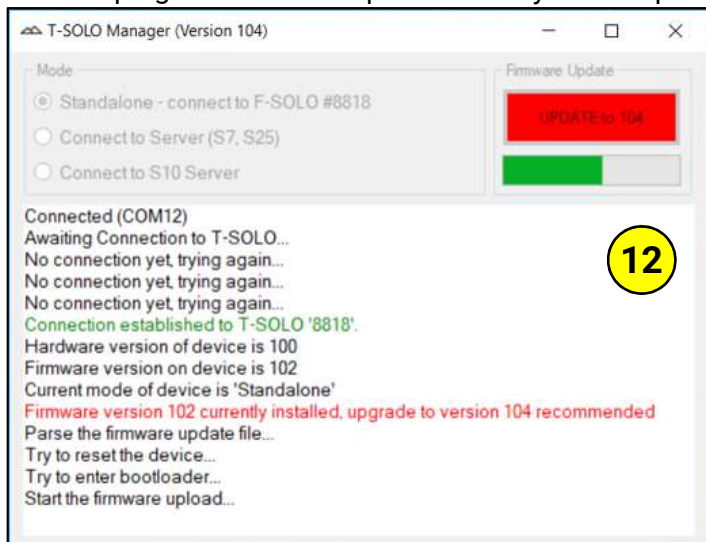 T-SOLO Manager (Version 104)
Mode
Firmware Update
Standalone - connect to F-SOLO #8818
UPDATE to 104
Connect to Server (S7, S25)
Connect to S10 Server
Connected (COM12)
Awaiting Connection to T-SOLO...
No connection yet, trying again...
No connection yet, trying again...
No connection yet, trying again...
Connection established to T-SOLO '8818'.
Hardware version of device is 100
Firmware version on device is 102
Current mode of device is 'Standalone'
Firmware version 102 currently installed, upgrade to version 104 recommended
Parse the firmware update file...
Try to reset the device...
Try to enter bootloader...
Start the firmware upload...
12